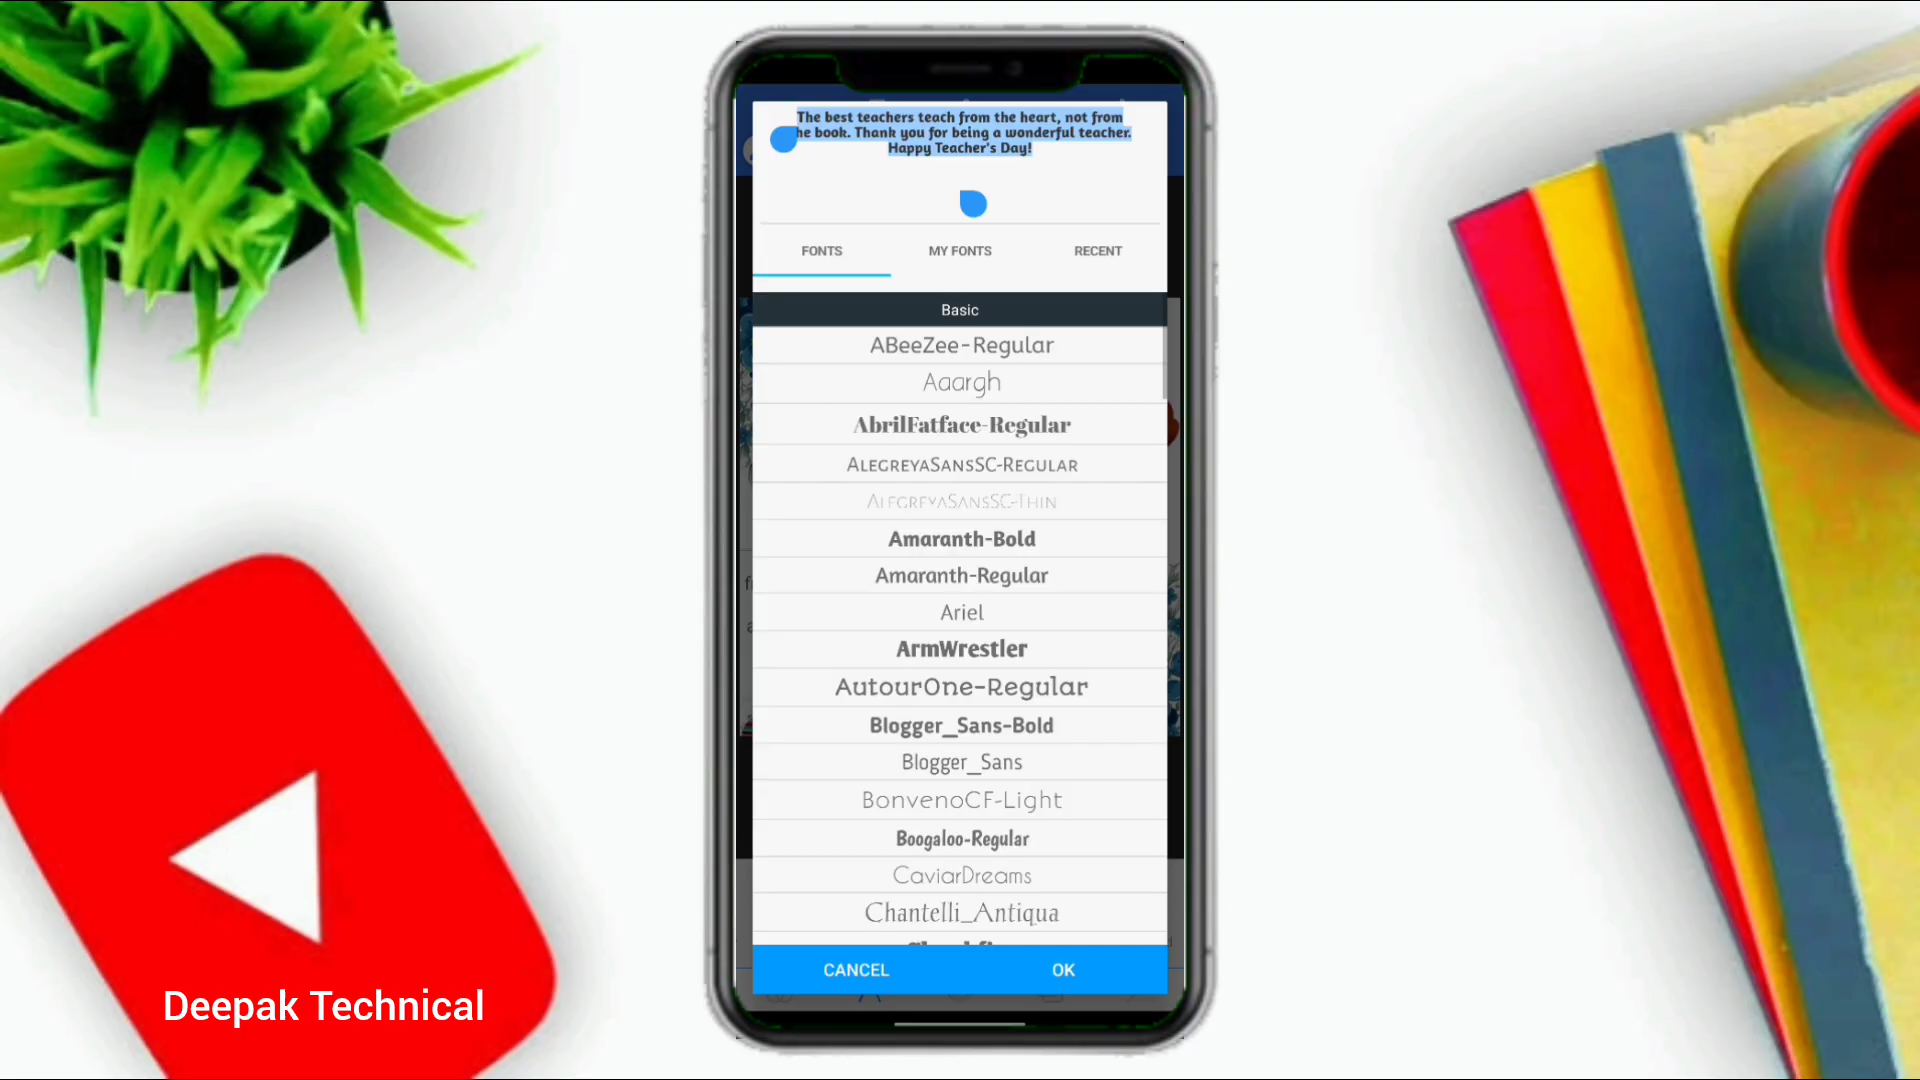 The best teachers teach from the heart, not from
he book. Thank you for being a wonderful teacher.
Happy Teacher's Day!
FONTS
MY FONTS
RECENT
Basic
ABeeZee-Regular
Aaargh
AbrilFatface-Regular
AlegreyaSansSC-Regular
AlegreyaSansSC-Thin
Amaranth-Bold
Amaranth-Regular
Ariel
ArmWrestler
AutourOne-Regular
Blogger_Sans-Bold
Blogger_Sans
BonvenoCF-Light
Boogaloo-Regular
CaviarDreams
Chantelli_Antiqua
CANCEL
OK
Deepak Technical